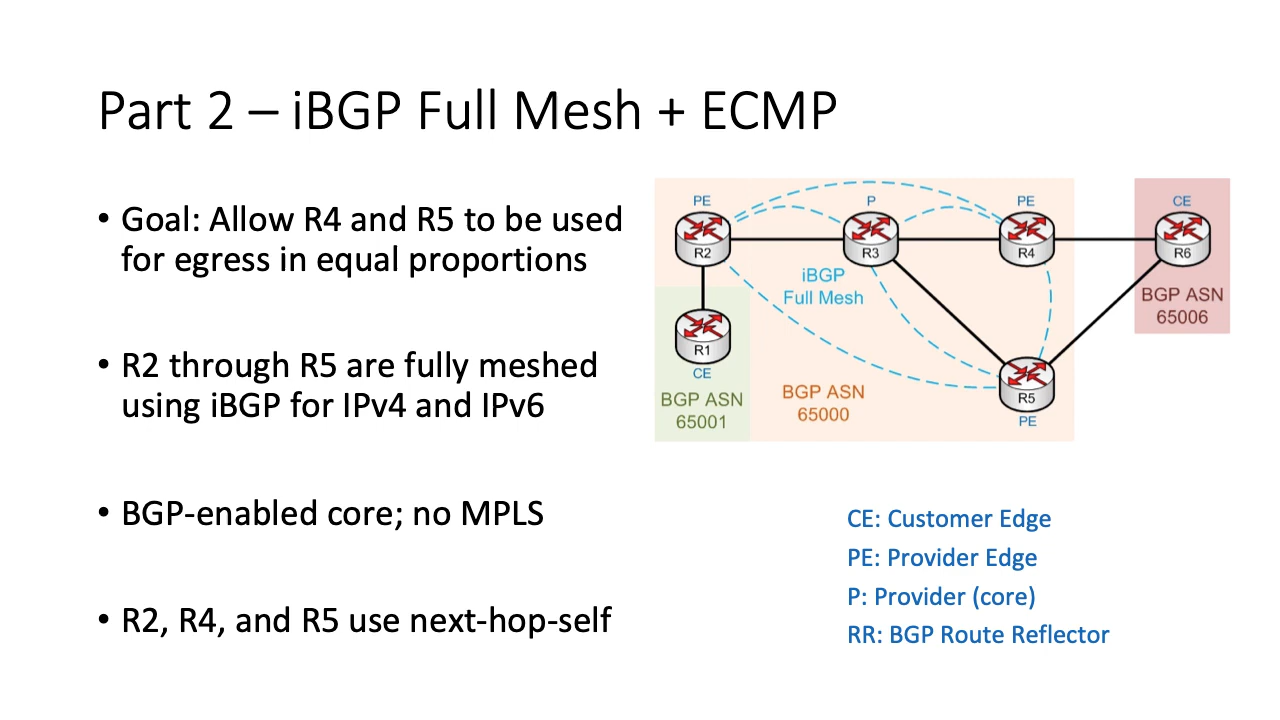 Part 2 – iBGP Full Mesh + ECMP
• Goal: Allow R4 and R5 to be used
for egress in equal proportions
• R2 through R5 are fully meshed
using iBGP for IPv4 and IPv6
• BGP-enabled core; no MPLS
• R2, R4, and R5 use next-hop-self
PE
P
PE
CE
R2
R3
R4
R6
iBGP
Full Mesh
BGP ASN
65006
R1
CE
BGP ASN
65001
BGP ASN
65000
R5
PE
CE: Customer Edge
PE: Provider Edge
P: Provider (core)
RR: BGP Route Reflector